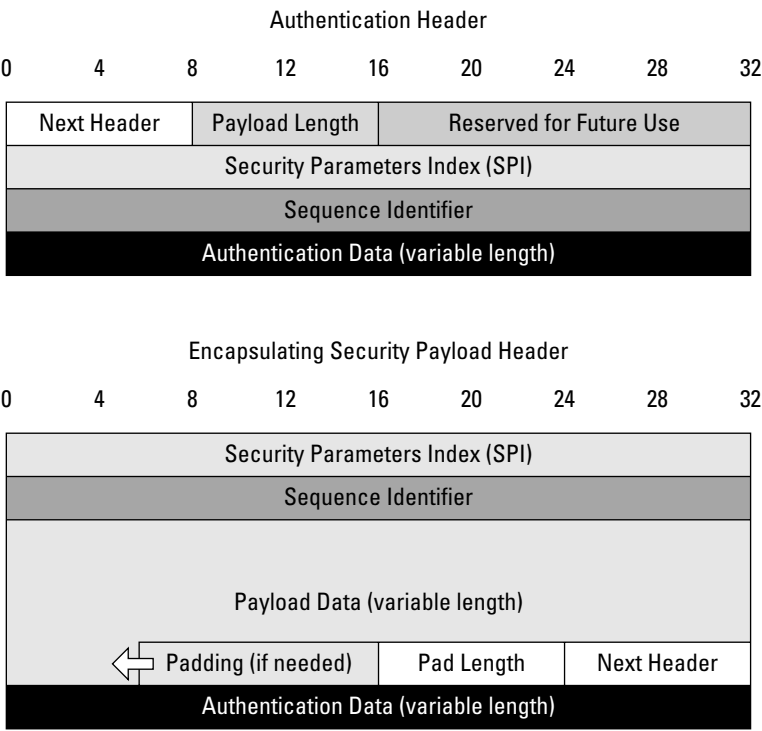 Authentication Header
0 4 8 12 16 20 24 28 32
Next Header Payload Length Reserved for Future Use
Security Parameters Index (SPI)
Sequence Identifier
Authentication Data (variable length)
Encapsulating Security Payload Header
0 4 8 12 16 20 24 28 32
Security Parameters Index (SPI)
Sequence Identifier
Payload Data (variable length)
Padding (if needed) Pad Length Next Header
Authentication Data (variable length)